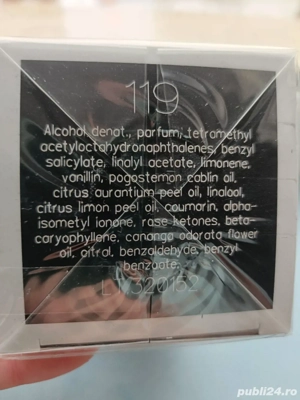 119
Alcohol denat., parfum, tetramethyl
acetyloctahydronaphthalenes, benzyl
salicylate, linalyl acetate, limonene,
vanillin, pogostemon cablin oil,
citrus aurantium peel oil, linalool,
citrus limon peel oil, coumarin, alpha-
isometyl ionone, rose ketones, beta-
caryophyllene, cananga odorata flower
oil, citral, benzaldehyde, benzyl
benzoate.
320152
publi24.ro